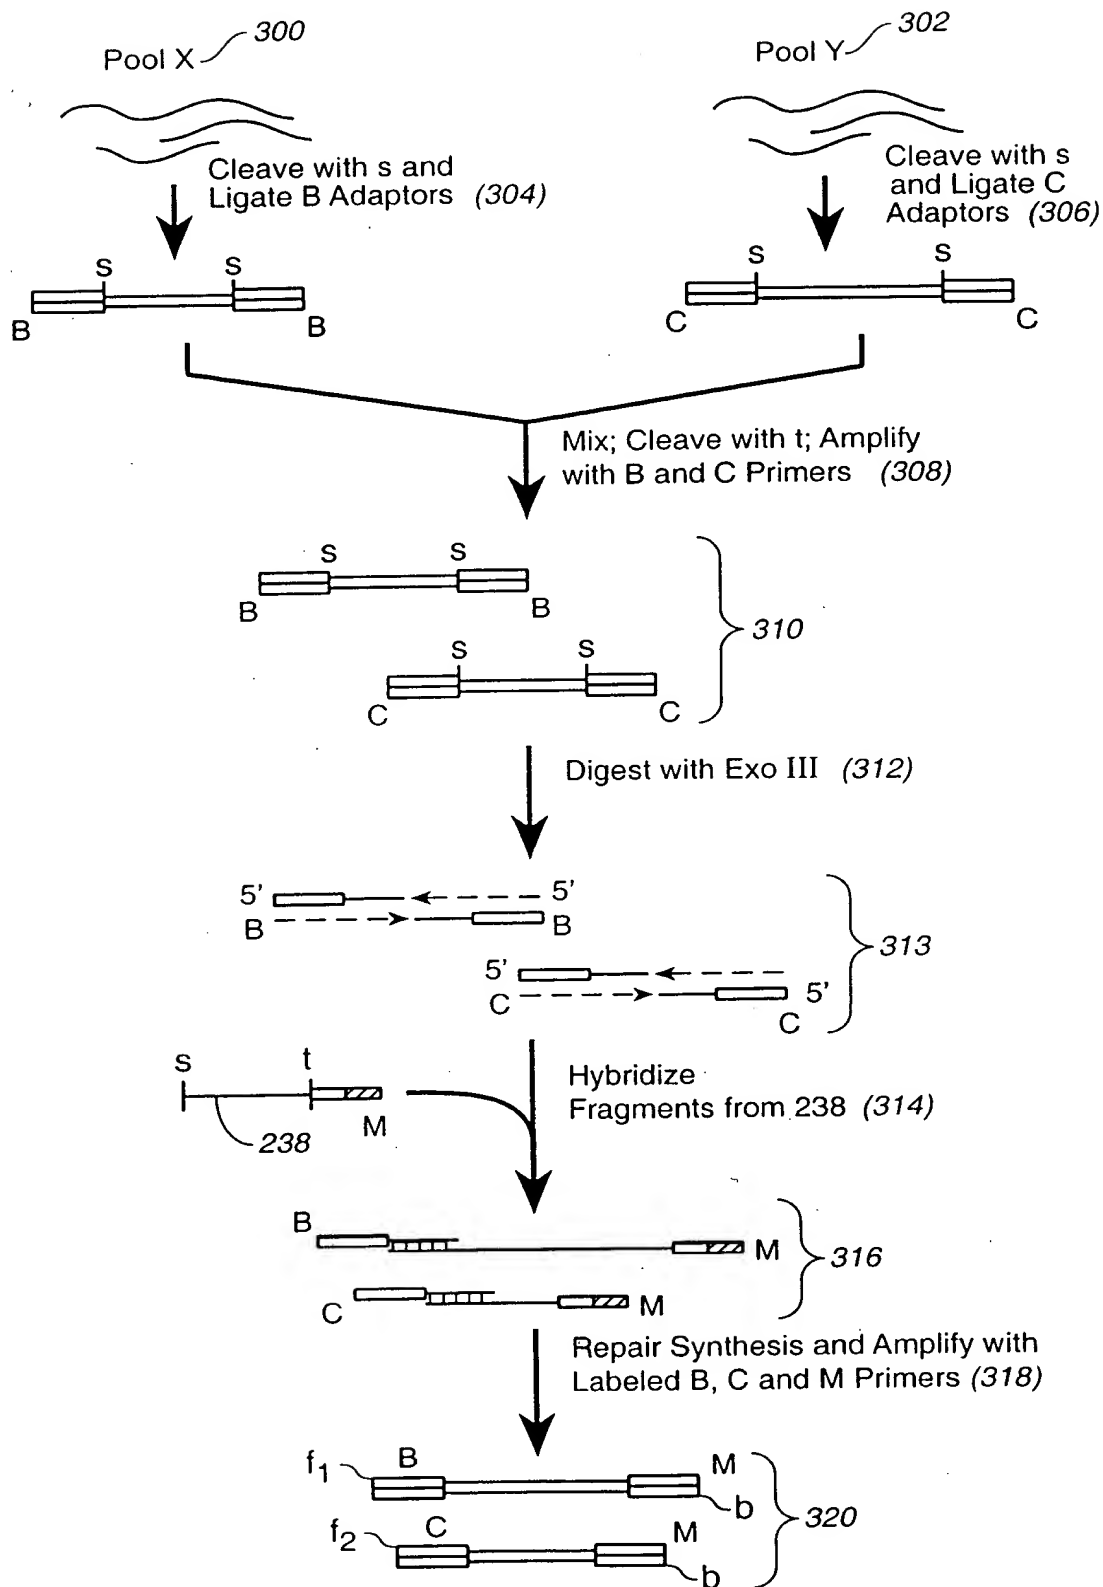 Pool X 300
Pool Y 302
Cleave with s and
Ligate B Adaptors (304)
Cleave with s
and Ligate C
Adaptors (306)
s s
B B
s s
C C
Mix; Cleave with t; Amplify
with B and C Primers (308)
s s
B B
s s
C C
310
Digest with Exo III (312)
5' 5'
B B
5' 5'
C C
313
s t
M
238
Hybridize
Fragments from 238 (314)
B M
C M
316
Repair Synthesis and Amplify with
Labeled B, C and M Primers (318)
f1 B M
b
f2 C M
b
320